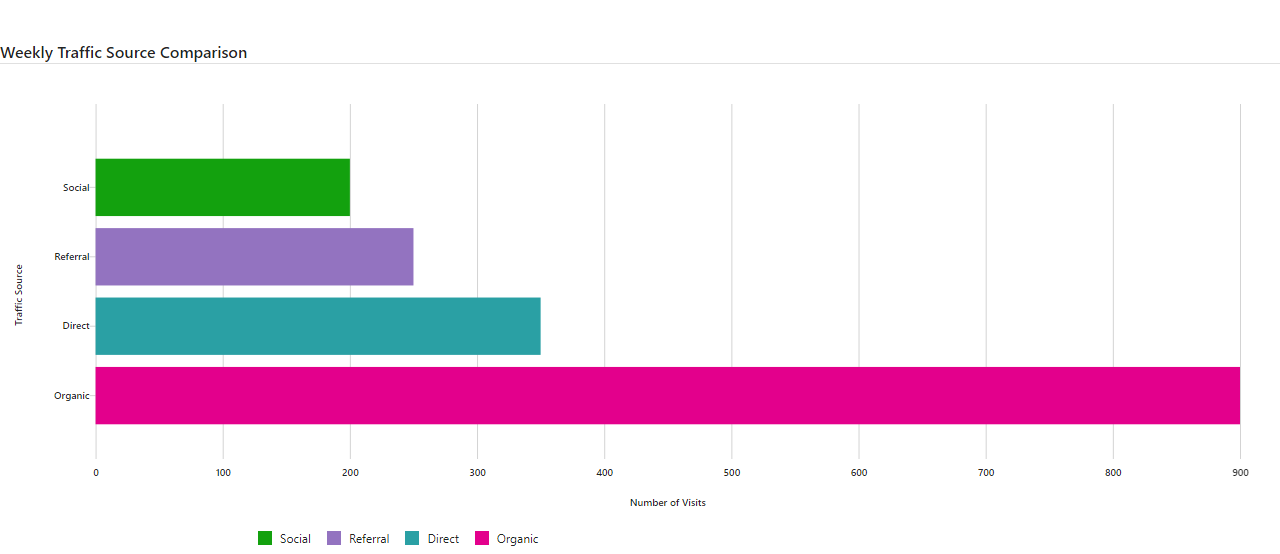 Weekly Traffic Source Comparison
Traffic Source
Social
Referral
Direct
Organic
0 100 200 300 400 500 600 700 800 900
Number of Visits
Social Referral Direct Organic